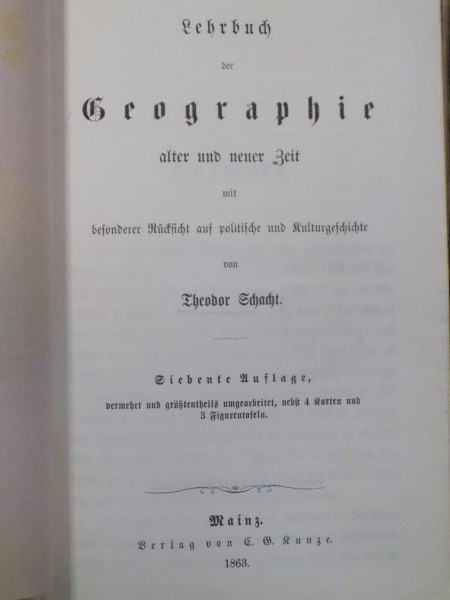 Lehrbuch
der
Geographie
alter und neuer Zeit
mit
besonderer Rücksicht auf politische und Kulturgeschichte
von
Theodor Schacht.
Siebente Auflage,
vermehrt und größtentheils umgearbeitet, nebst 4 Karten und
3 Figurentafeln.
Mainz.
Verlag von C. G. Kunze.
1863.